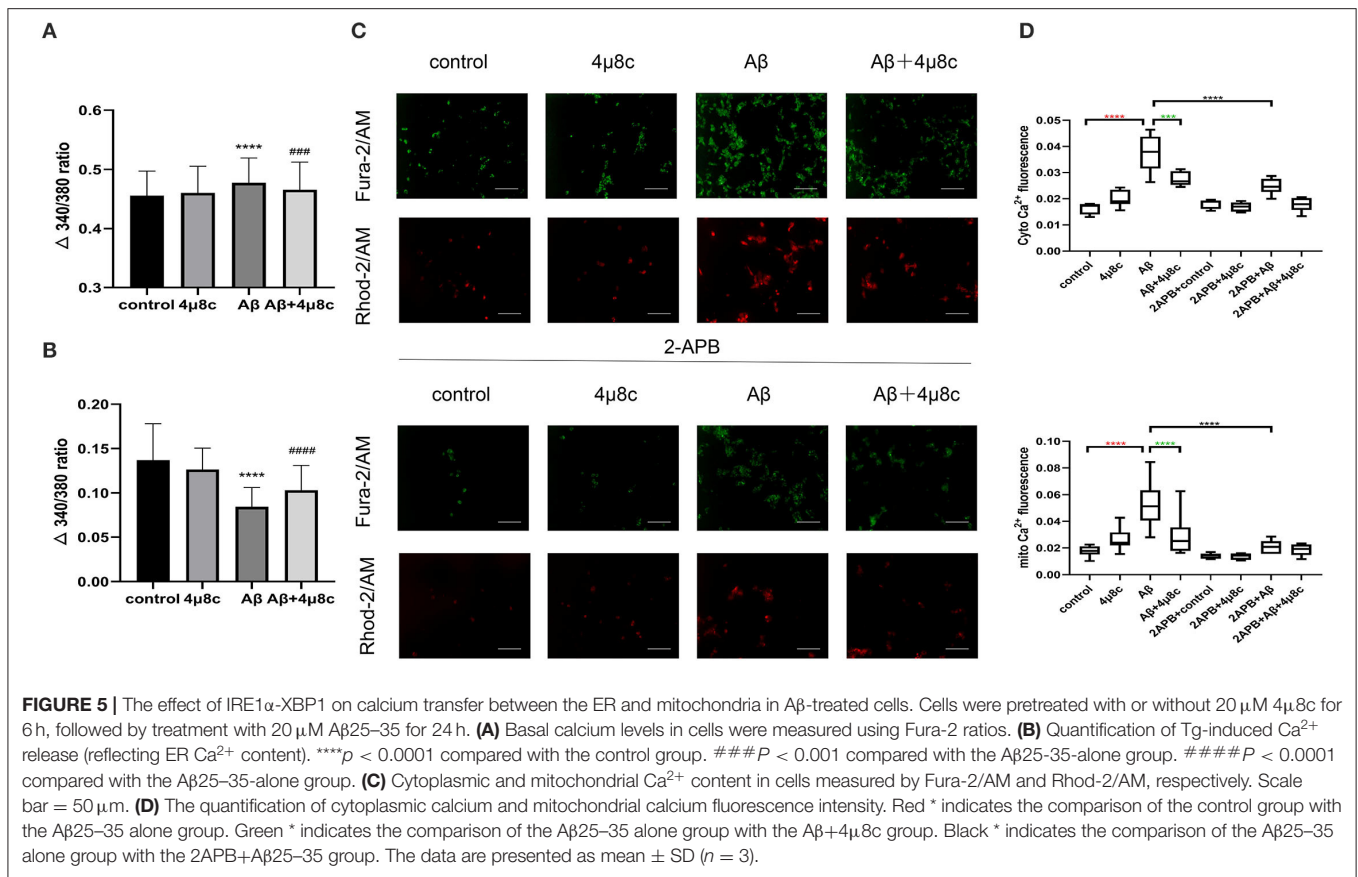 A
Δ 340/380 ratio
0.6
0.5
0.4
0.3
****
###
control 4μ8c Aβ Aβ+4μ8c
B
Δ 340/380 ratio
0.20
0.15
0.10
0.05
0.00
****
####
control 4μ8c Aβ Aβ+4μ8c
C
control 4μ8c Aβ Aβ+4μ8c
Fura-2/AM
Rhod-2/AM
2-APB
control 4μ8c Aβ Aβ+4μ8c
Fura-2/AM
Rhod-2/AM
D
Cyto Ca²⁺ fluorescence
0.05
0.04
0.03
0.02
0.01
0.00
****
**** ***
control
4μ8c
Aβ
Aβ+4μ8c
2APB+control
2APB+4μ8c
2APB+Aβ
2APB+Aβ+4μ8c
mito Ca²⁺ fluorescence
0.10
0.08
0.06
0.04
0.02
0.00
****
**** ****
control
4μ8c
Aβ
Aβ+4μ8c
2APB+control
2APB+4μ8c
2APB+Aβ
2APB+Aβ+4μ8c
FIGURE 5 | The effect of IRE1α-XBP1 on calcium transfer between the ER and mitochondria in Aβ-treated cells. Cells were pretreated with or without 20 μM 4μ8c for
6 h, followed by treatment with 20 μM Aβ25–35 for 24 h. (A) Basal calcium levels in cells were measured using Fura-2 ratios. (B) Quantification of Tg-induced Ca²⁺
release (reflecting ER Ca²⁺ content). ****p < 0.0001 compared with the control group. ###P < 0.001 compared with the Aβ25-35-alone group. ####P < 0.0001
compared with the Aβ25–35-alone group. (C) Cytoplasmic and mitochondrial Ca²⁺ content in cells measured by Fura-2/AM and Rhod-2/AM, respectively. Scale
bar = 50 μm. (D) The quantification of cytoplasmic calcium and mitochondrial calcium fluorescence intensity. Red * indicates the comparison of the control group with
the Aβ25–35 alone group. Green * indicates the comparison of the Aβ25–35 alone group with the Aβ+4μ8c group. Black * indicates the comparison of the Aβ25–35
alone group with the 2APB+Aβ25–35 group. The data are presented as mean ± SD (n = 3).